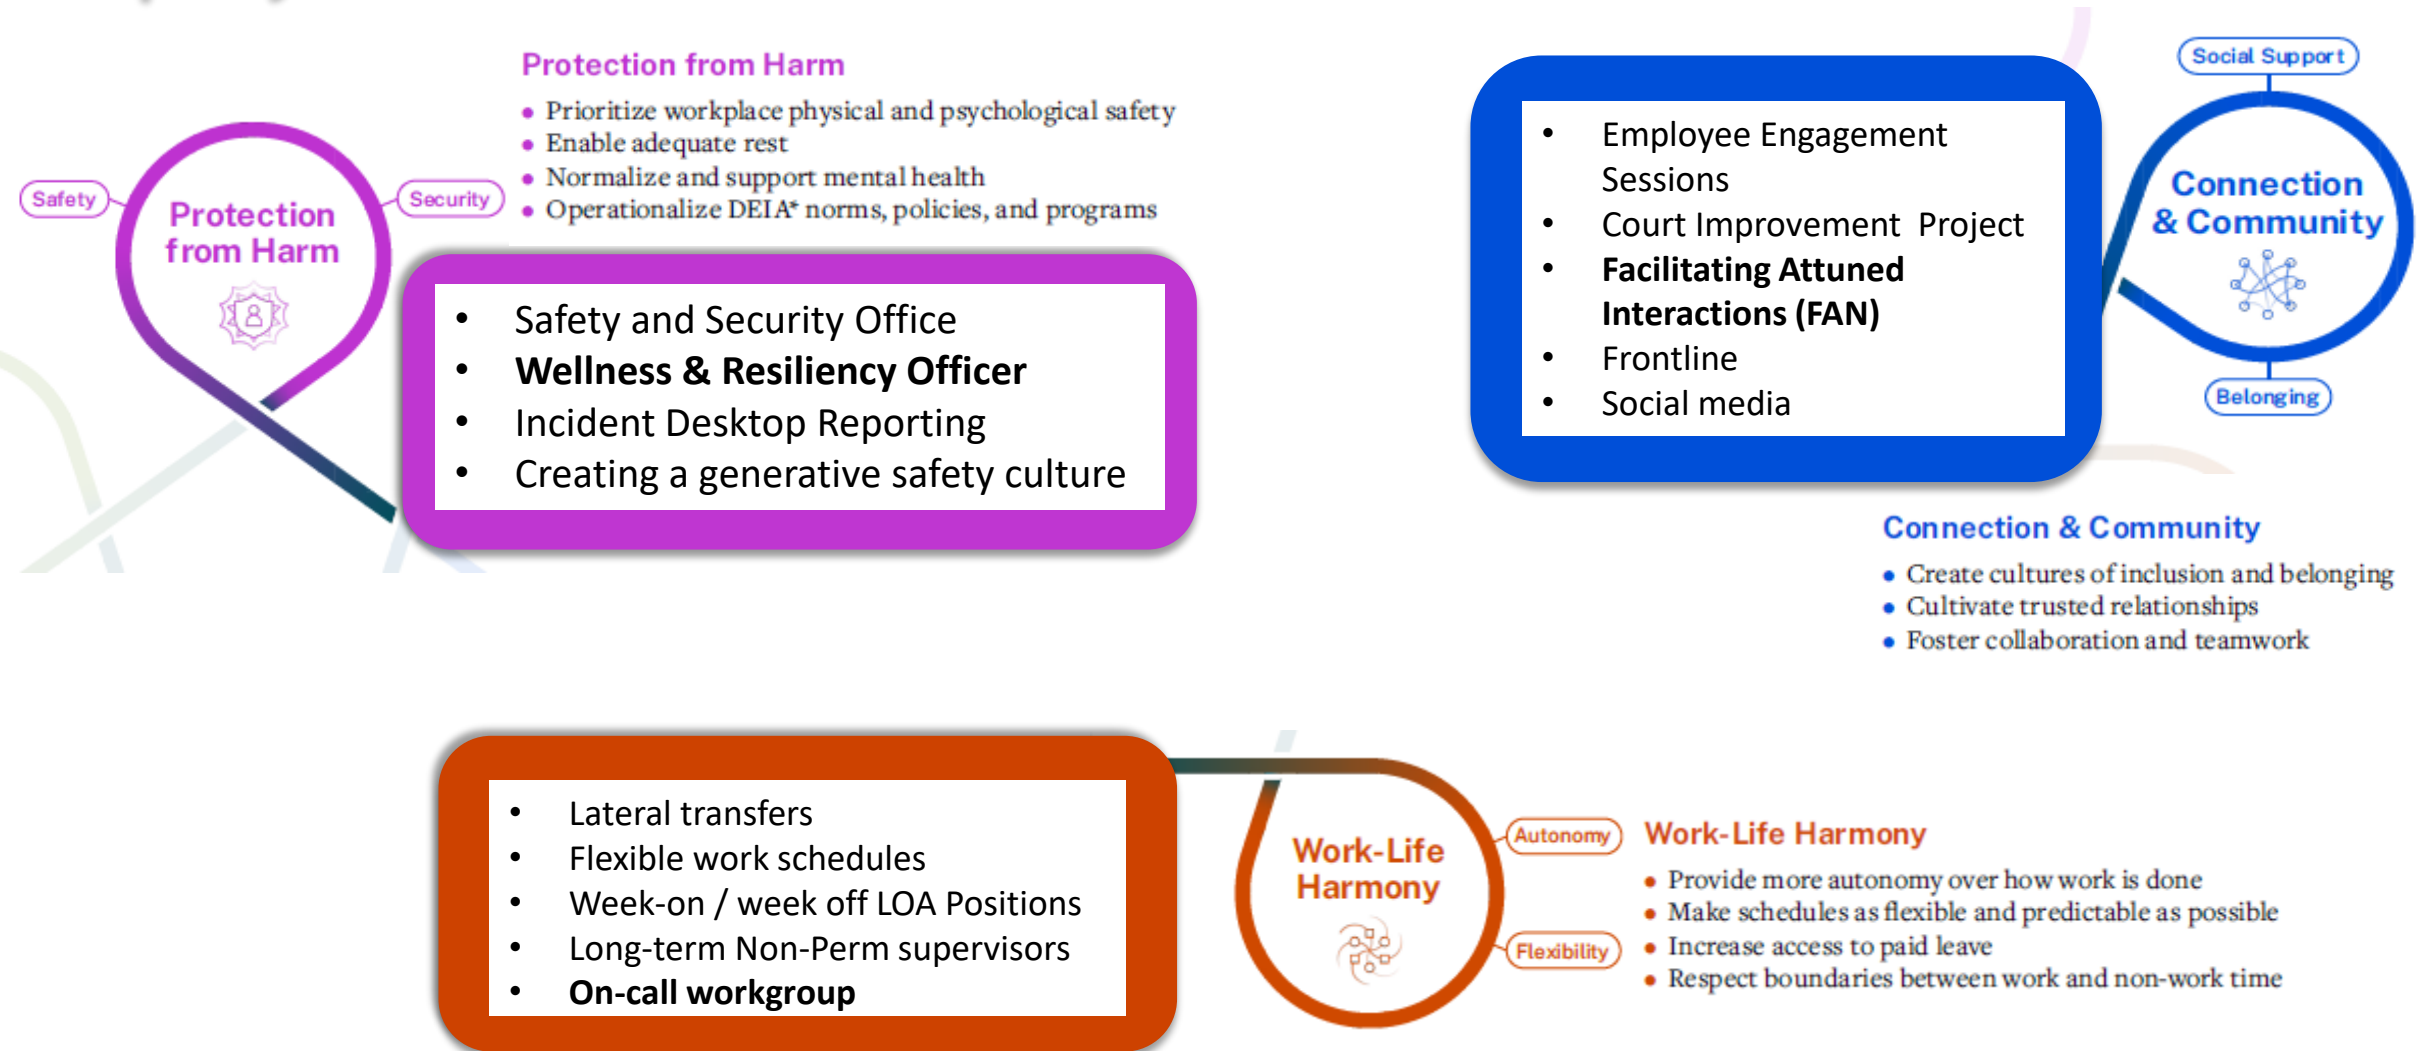 Protection from Harm
• Prioritize workplace physical and psychological safety
• Enable adequate rest
• Normalize and support mental health
• Operationalize DEIA* norms, policies, and programs
Safety
Protection
from Harm
Security
• Safety and Security Office
• Wellness & Resiliency Officer
• Incident Desktop Reporting
• Creating a generative safety culture
• Employee Engagement
Sessions
• Court Improvement Project
• Facilitating Attuned
Interactions (FAN)
• Frontline
• Social media
Social Support
Connection
& Community
Belonging
Connection & Community
• Create cultures of inclusion and belonging
• Cultivate trusted relationships
• Foster collaboration and teamwork
• Lateral transfers
• Flexible work schedules
• Week-on / week off LOA Positions
• Long-term Non-Perm supervisors
• On-call workgroup
Work-Life
Harmony
Autonomy
Flexibility
Work-Life Harmony
• Provide more autonomy over how work is done
• Make schedules as flexible and predictable as possible
• Increase access to paid leave
• Respect boundaries between work and non-work time